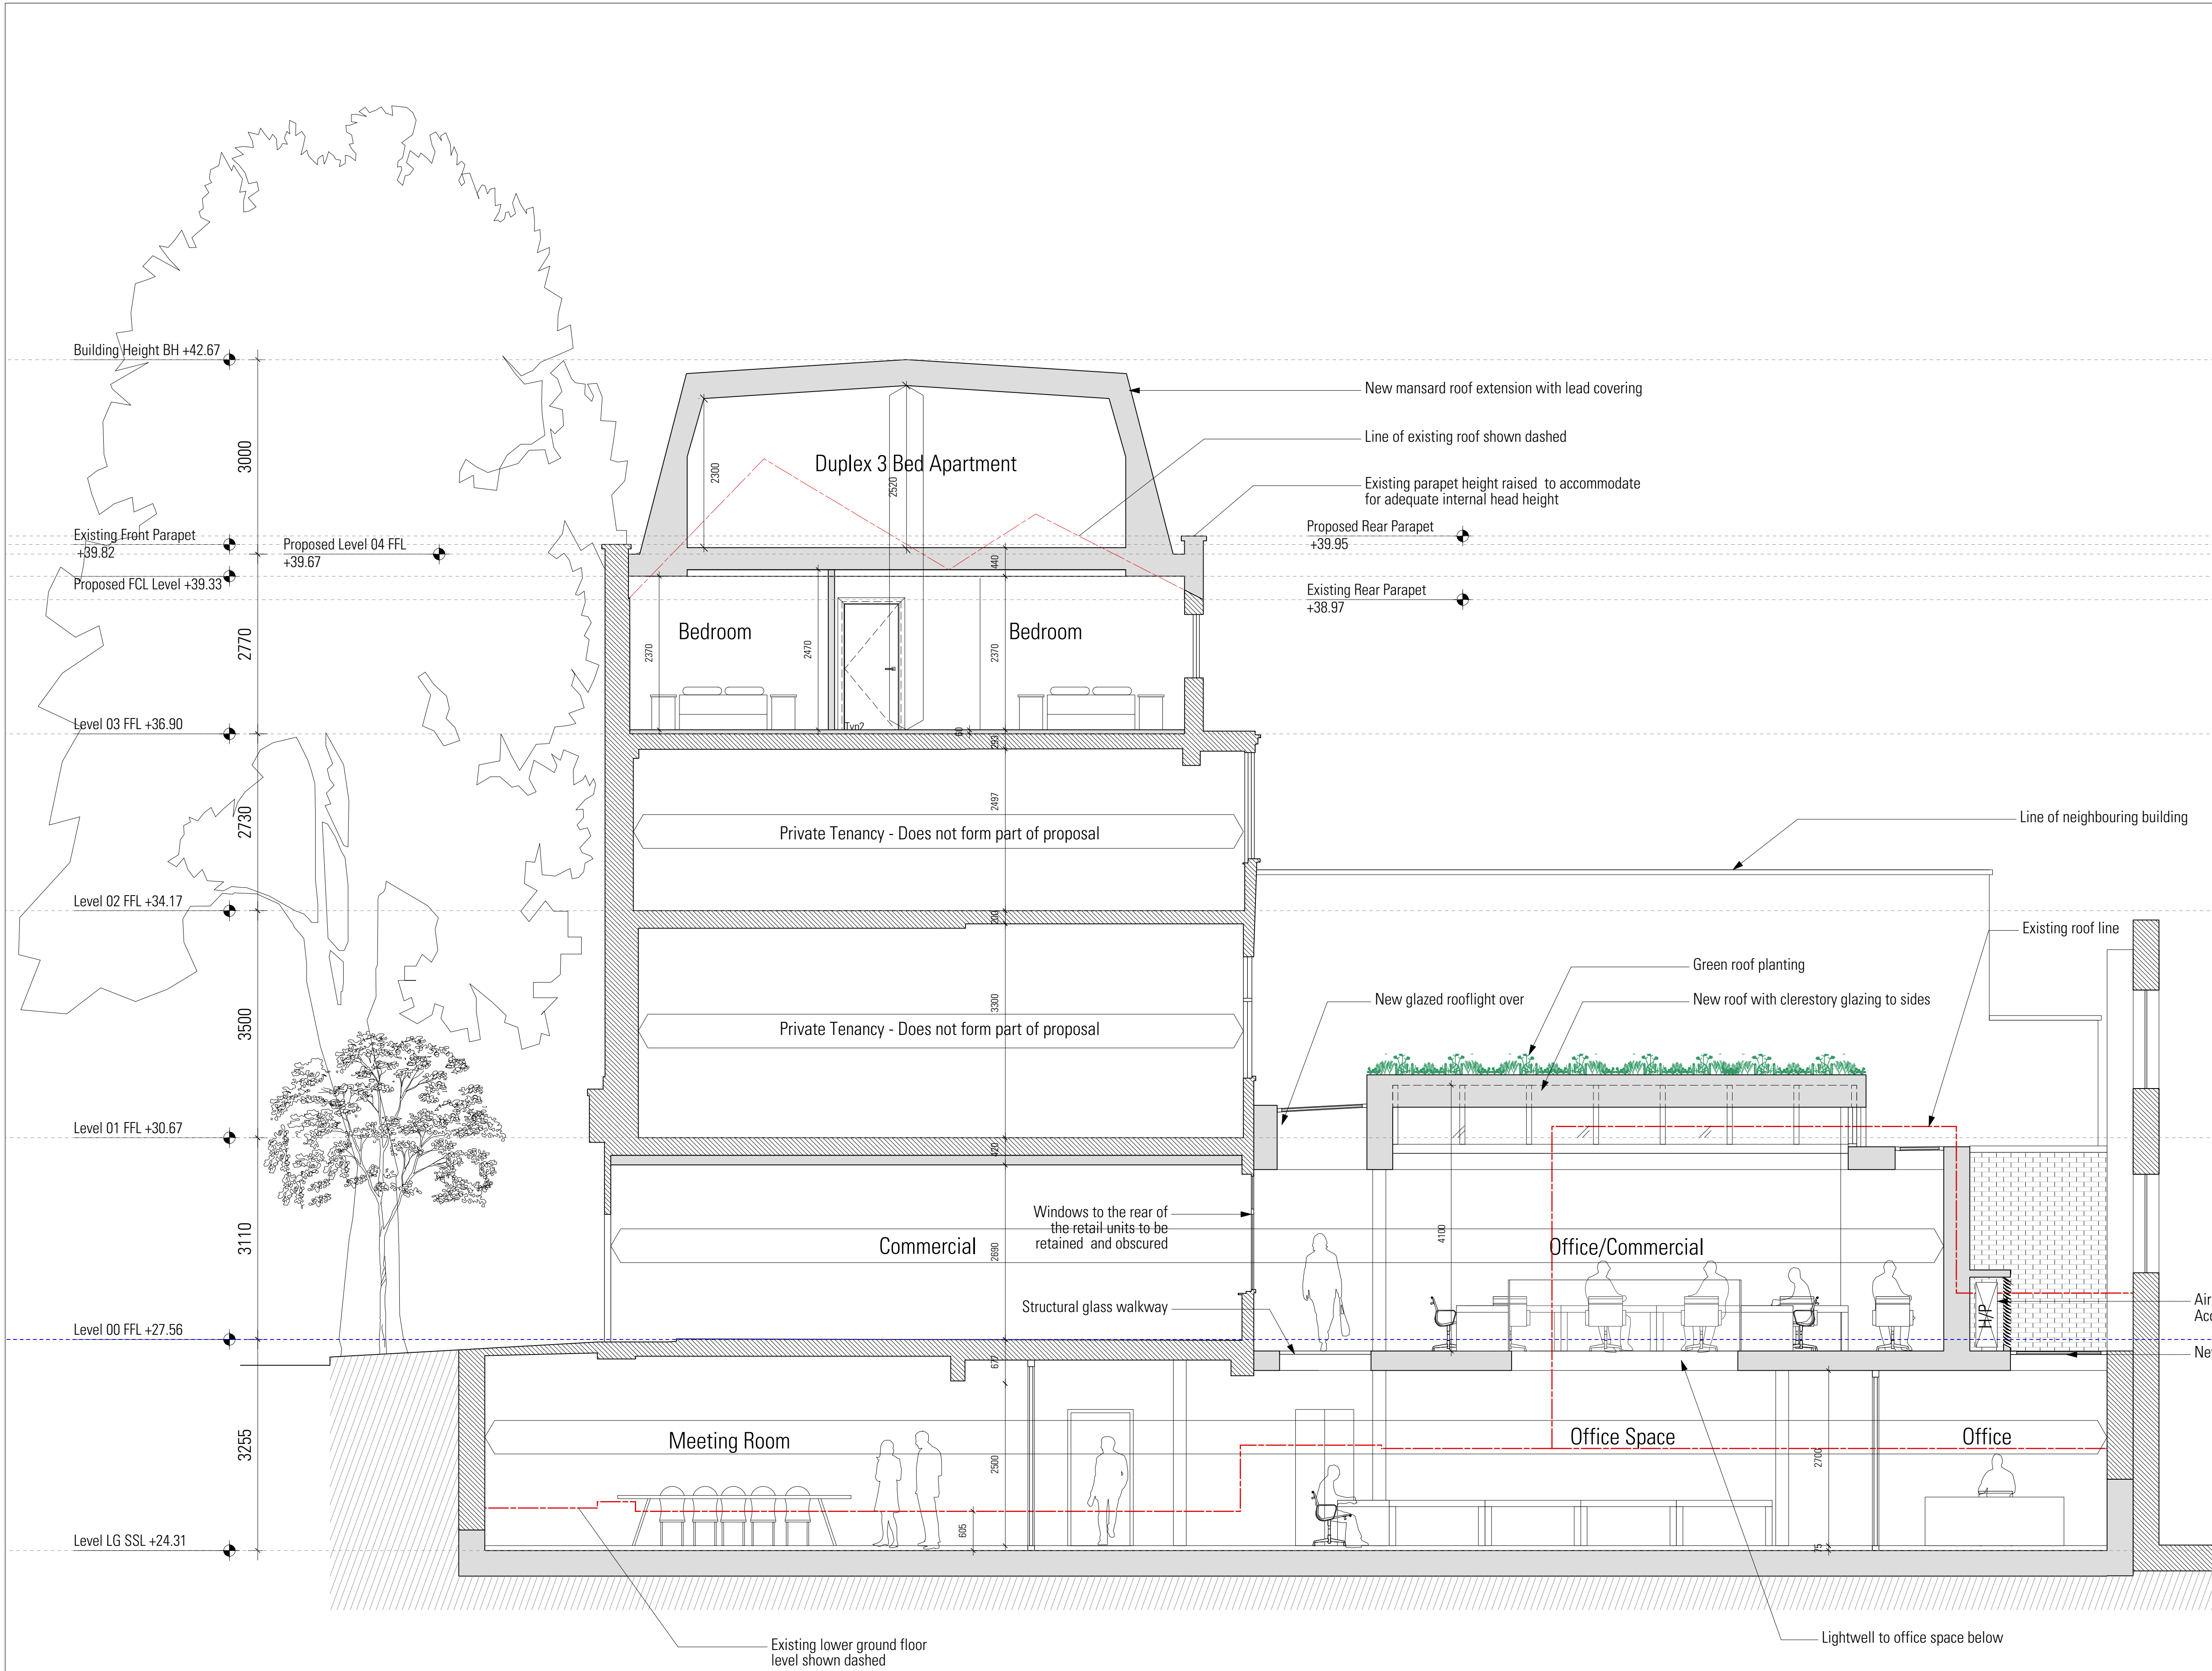 Building Height BH +42.67
New mansard roof extension with lead covering
Line of existing roof shown dashed
3000
2300
Duplex 3 Bed Apartment
2520
Existing parapet height raised to accommodate
for adequate internal head height
Existing Front Parapet
+39.82
Proposed Level 04 FFL
+39.67
Proposed Rear Parapet
+39.95
Proposed FCL Level +39.33
440
Existing Rear Parapet
+38.97
2770
2370
Bedroom
2470
2370
Bedroom
Level 03 FFL +36.90
Typ2
60
293
2730
2497
Private Tenancy - Does not form part of proposal
Line of neighbouring building
Level 02 FFL +34.17
200
Existing roof line
Green roof planting
New glazed rooflight over
New roof with clerestory glazing to sides
3500
3300
Private Tenancy - Does not form part of proposal
Level 01 FFL +30.67
420
3110
Windows to the rear of
the retail units to be
retained and obscured
Commercial
2690
4100
Office/Commercial
Structural glass walkway
H/P
Air
Level 00 FFL +27.56
677
3255
Meeting Room
2500
Office Space
2700
Office
605
75
Level LG SSL +24.31
Existing lower ground floor
level shown dashed
Lightwell to office space below